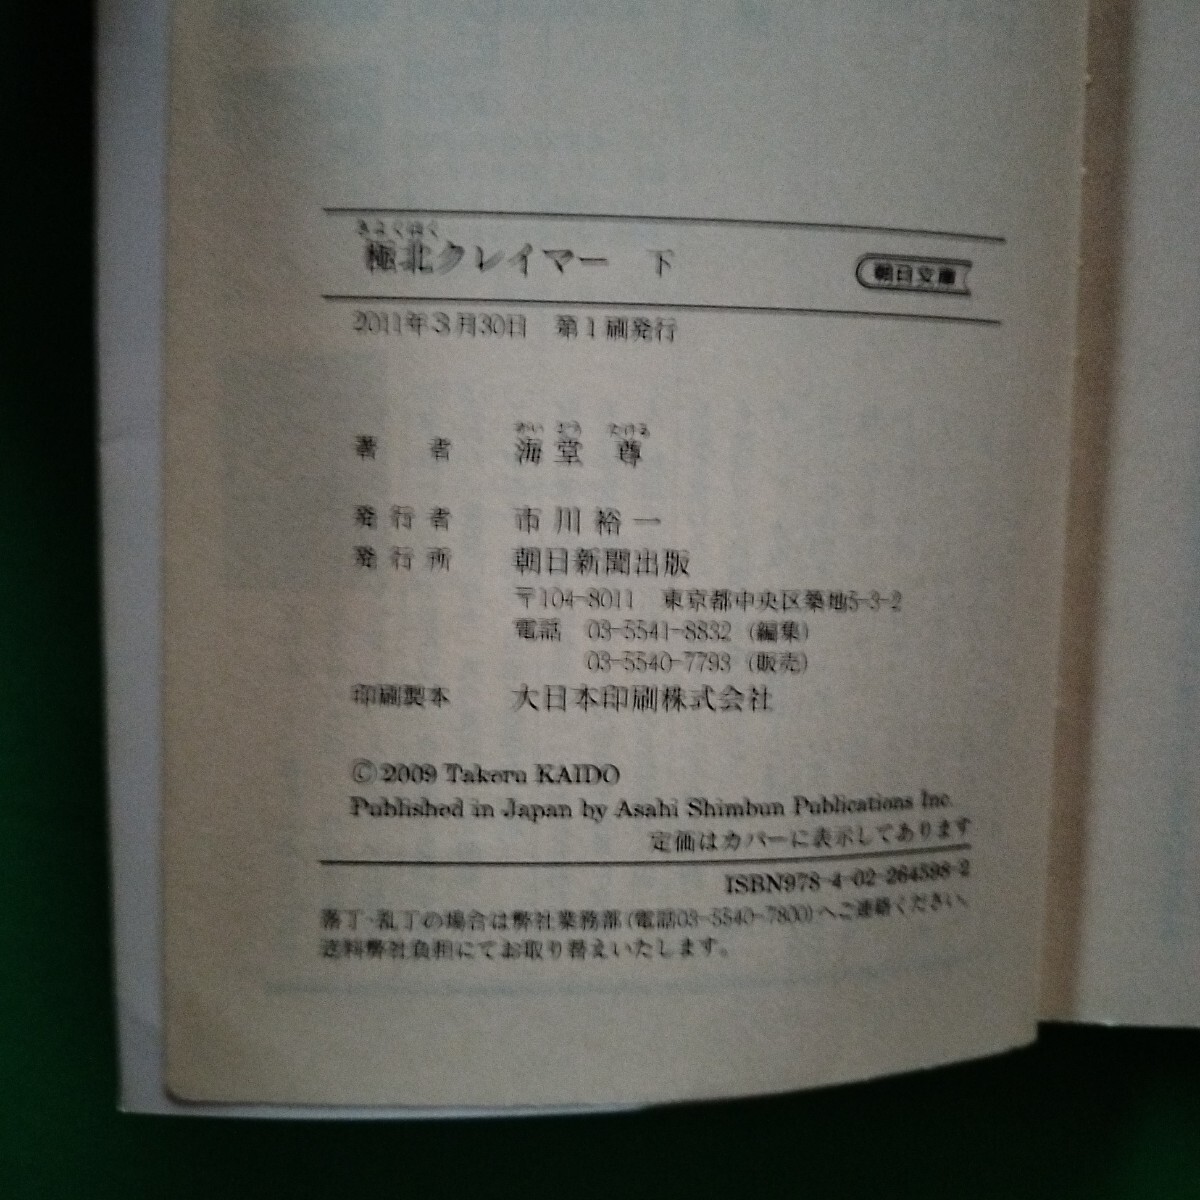 きょくほく
極北クレイマー　下
朝日文庫
2011年3月30日　第1刷発行
かい どう　たける
著　者　海堂　尊
発行者　市川裕一
発行所　朝日新聞出版
〒104-8011　東京都中央区築地5-3-2
電話　03-5541-8832（編集）
03-5540-7793（販売）
印刷製本　大日本印刷株式会社
© 2009 Takeru KAIDO
Published in Japan by Asahi Shimbun Publications Inc.
定価はカバーに表示してあります
ISBN978-4-02-264598-2
落丁・乱丁の場合は弊社業務部（電話03-5540-7800）へご連絡ください。
送料弊社負担にてお取り替えいたします。